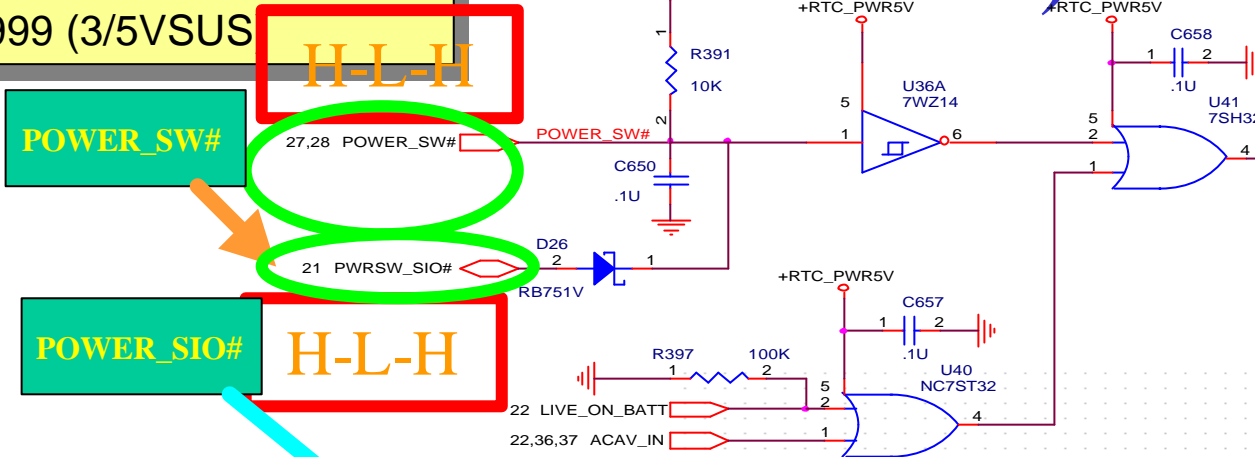 999 (3/5VSUS
H-L-H
POWER_SW#
27,28 POWER_SW#
POWER_SW#
1
R391
10K
2
C650
.1U
+RTC_PWR5V
5
U36A
7WZ14
1
6
+RTC_PWR5V
C658
1 2
.1U
U41
7SH32
5
2
1
4
21 PWRSW_SIO#
D26
2
1
RB751V
POWER_SIO#
H-L-H
+RTC_PWR5V
C657
1 2
.1U
R397 100K
1 2
U40
NC7ST32
5
2
1
4
22 LIVE_ON_BATT
22,36,37 ACAV_IN